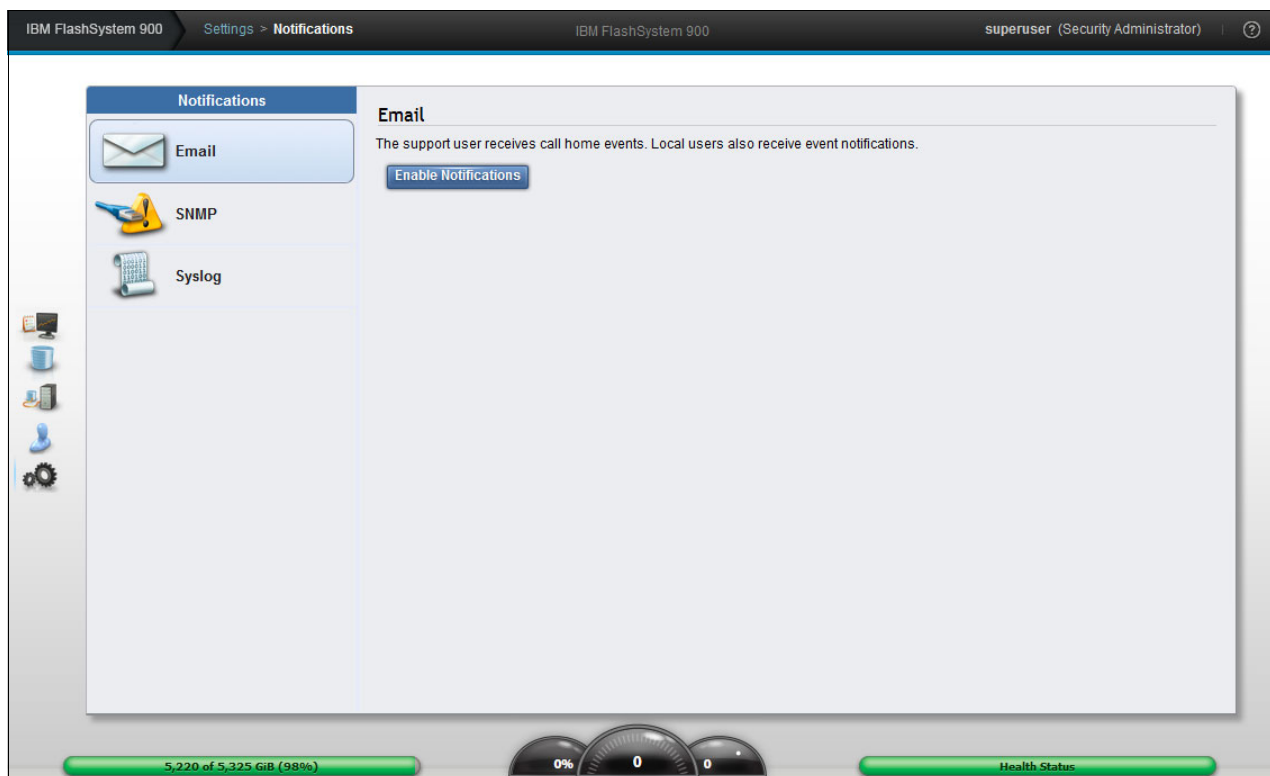 IBM FlashSystem 900
Settings > Notifications
IBM FlashSystem 900
superuser (Security Administrator)
?
Notifications
Email
SNMP
Syslog
Email
The support user receives call home events. Local users also receive event notifications.
Enable Notifications
5,220 of 5,325 GiB (98%)
0%
0
0
Health Status